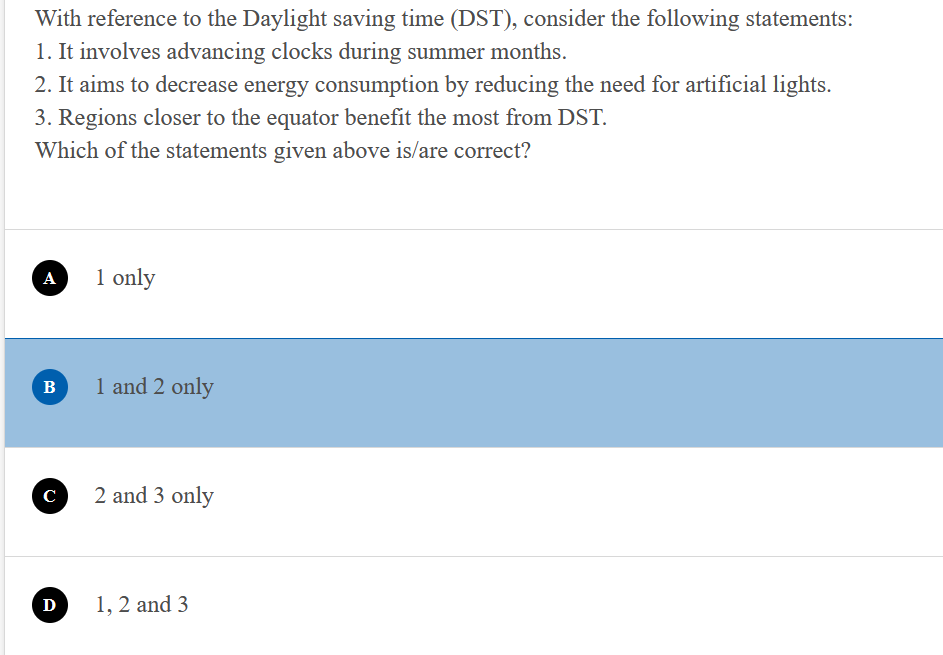 With reference to the Daylight saving time (DST), consider the following statements:
1. It involves advancing clocks during summer months.
2. It aims to decrease energy consumption by reducing the need for artificial lights.
3. Regions closer to the equator benefit the most from DST.
Which of the statements given above is/are correct?
A 1 only
B 1 and 2 only
C 2 and 3 only
D 1, 2 and 3